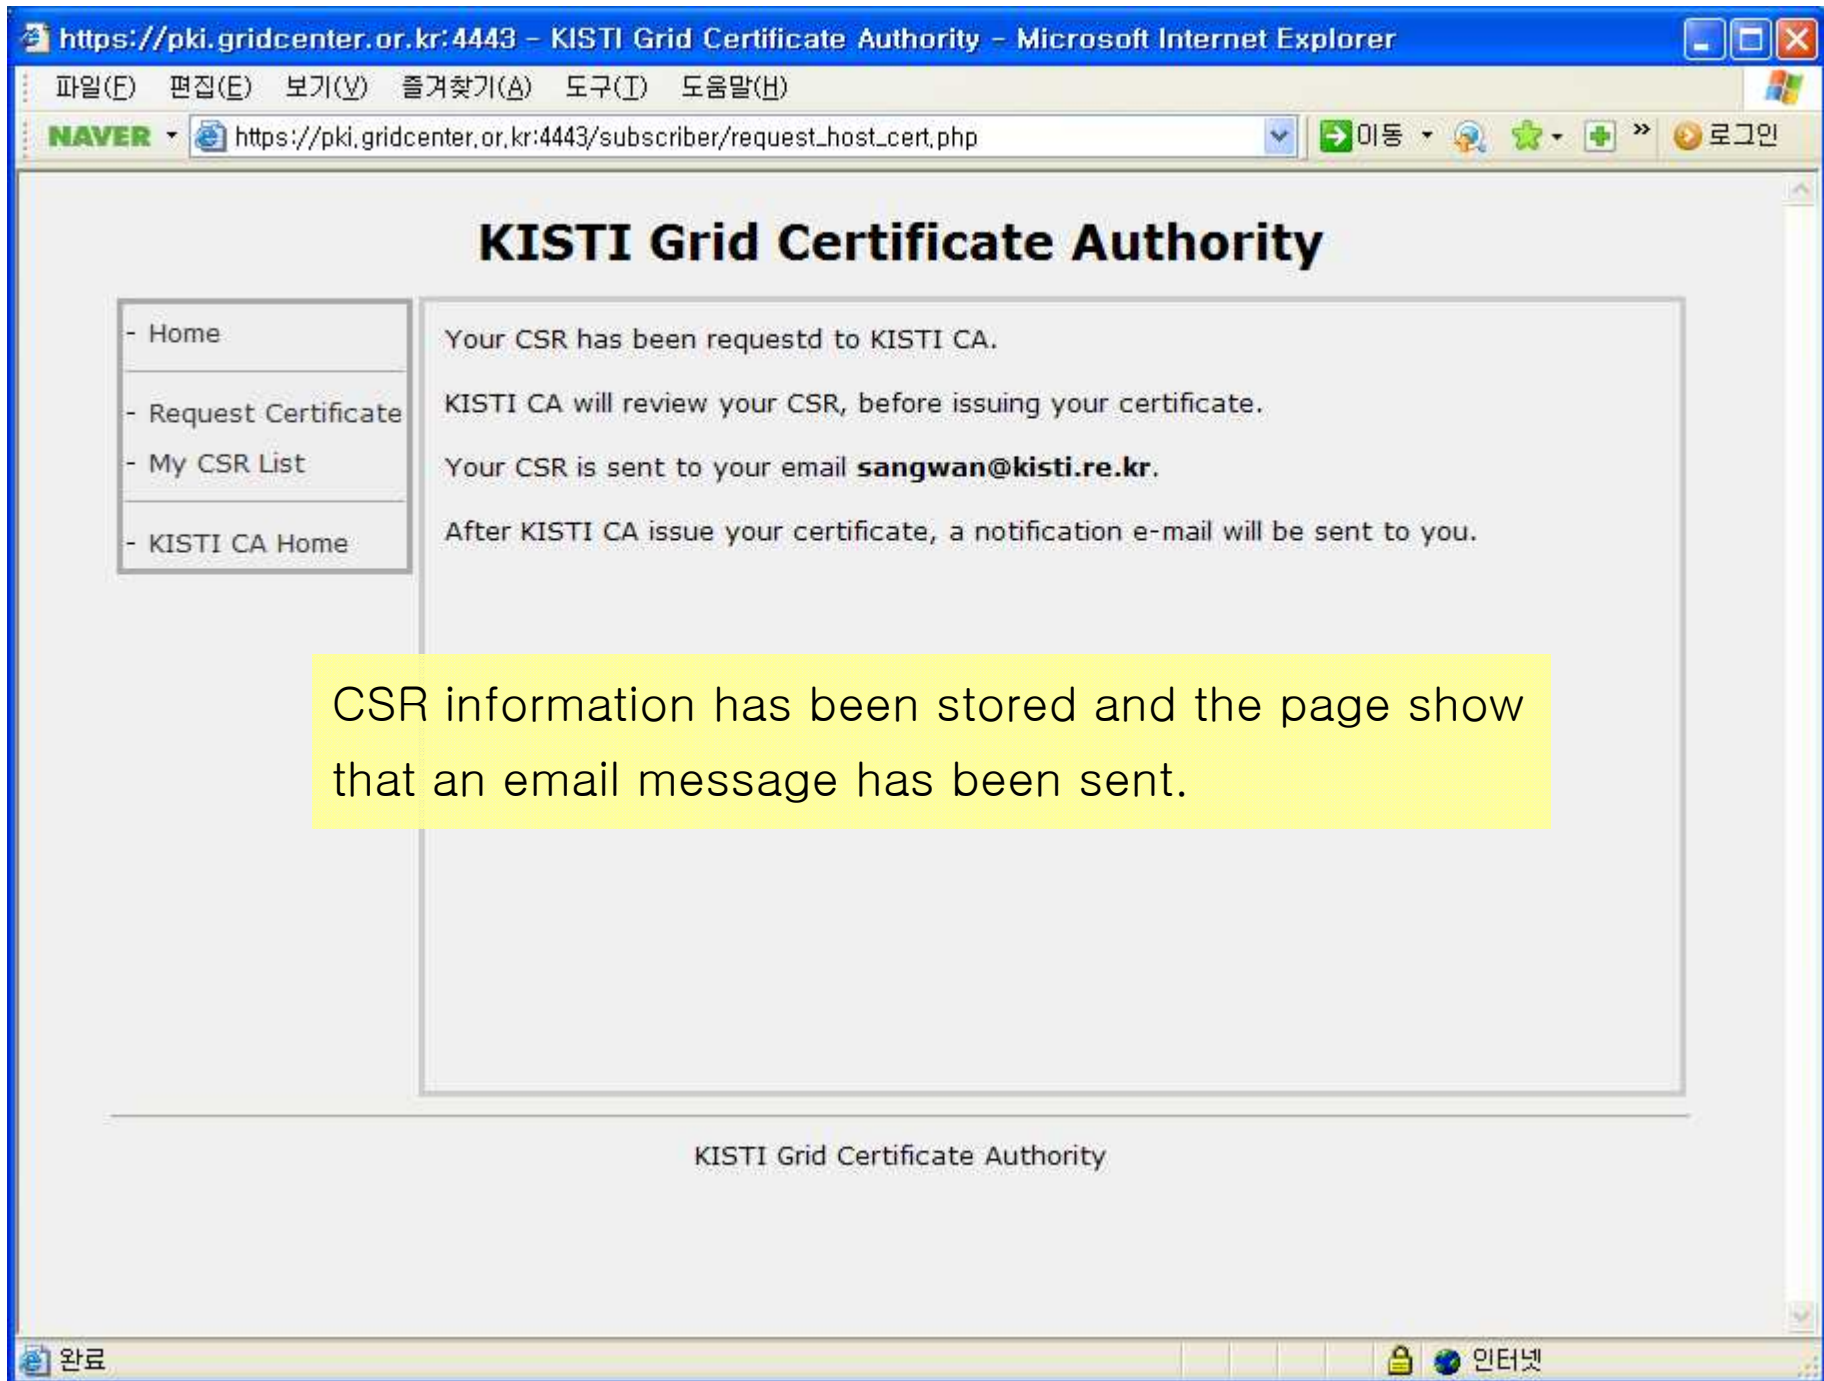 https://pki.gridcenter.or.kr:4443 - KISTI Grid Certificate Authority - Microsoft Internet Explorer
파일(F) 편집(E) 보기(V) 즐겨찾기(A) 도구(T) 도움말(H)
NAVER https://pki.gridcenter.or.kr:4443/subscriber/request_host_cert.php 이동 » 로그인
KISTI Grid Certificate Authority
- Home
- Request Certificate
- My CSR List
- KISTI CA Home
Your CSR has been requestd to KISTI CA.
KISTI CA will review your CSR, before issuing your certificate.
Your CSR is sent to your email sangwan@kisti.re.kr.
After KISTI CA issue your certificate, a notification e-mail will be sent to you.
CSR information has been stored and the page show
that an email message has been sent.
KISTI Grid Certificate Authority
완료 인터넷